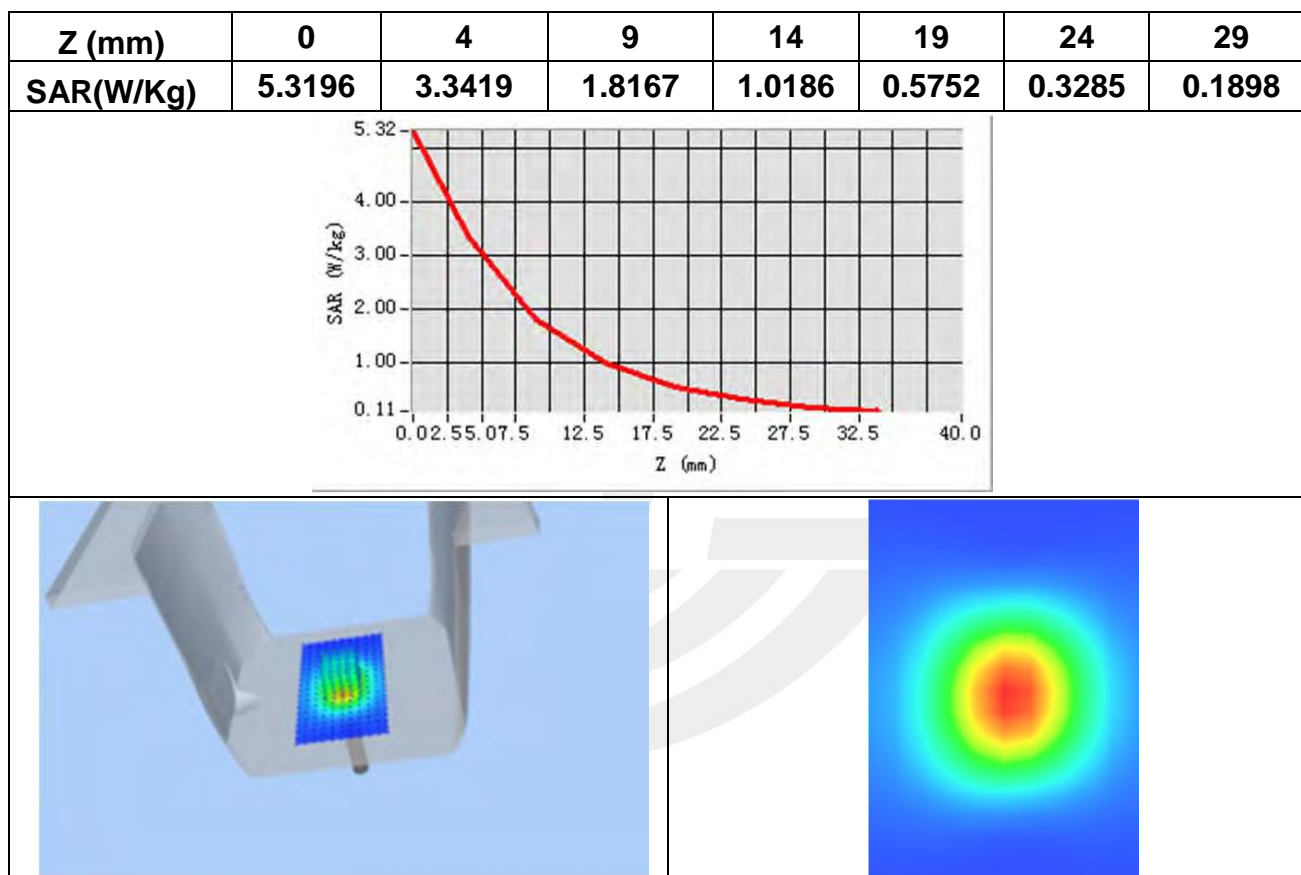 Z (mm) 0 4 9 14 19 24 29
SAR(W/Kg) 5.3196 3.3419 1.8167 1.0186 0.5752 0.3285 0.1898
5.32
4.00
3.00
2.00
1.00
0.11
SAR (W/kg)
0.0 2.5 5.0 7.5 12.5 17.5 22.5 27.5 32.5 40.0
Z (mm)